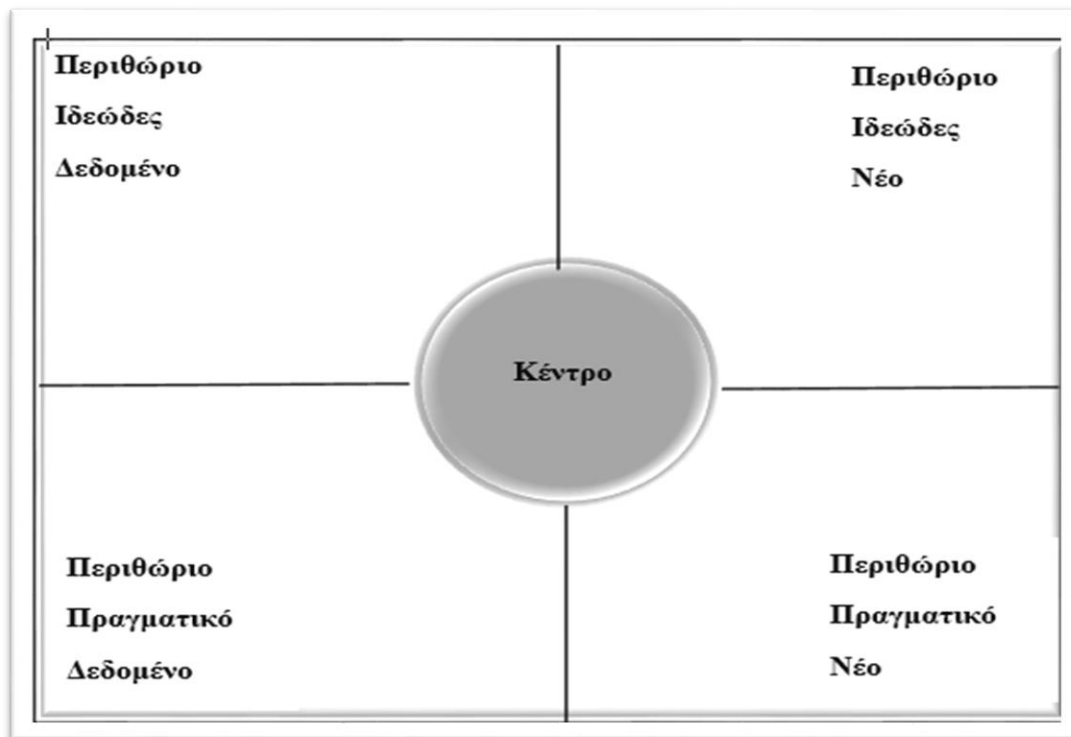 Περιθώριο
Ιδεώδες
Δεδομένο
Περιθώριο
Ιδεώδες
Νέο
Κέντρο
Περιθώριο
Πραγματικό
Δεδομένο
Περιθώριο
Πραγματικό
Νέο